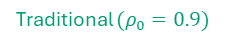 Traditional (𝜌₀ = 0.9)